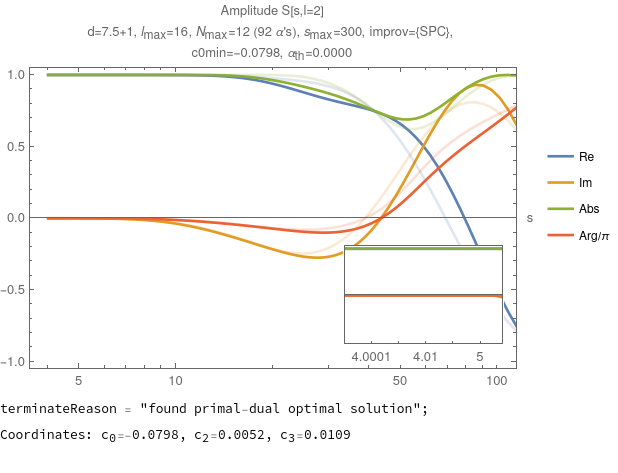 Amplitude S[s,l=2]
d=7.5+1, lmax=16, Nmax=12 (92 α's), smax=300, improv={SPC},
c0min=-0.0798, αth=0.0000
1.0
0.5
0.0
-0.5
-1.0
s
Re
Im
Abs
Arg/π
4.0001 4.01 5
5 10 50 100
terminateReason = "found primal-dual optimal solution";
Coordinates: c0=-0.0798, c2=0.0052, c3=0.0109